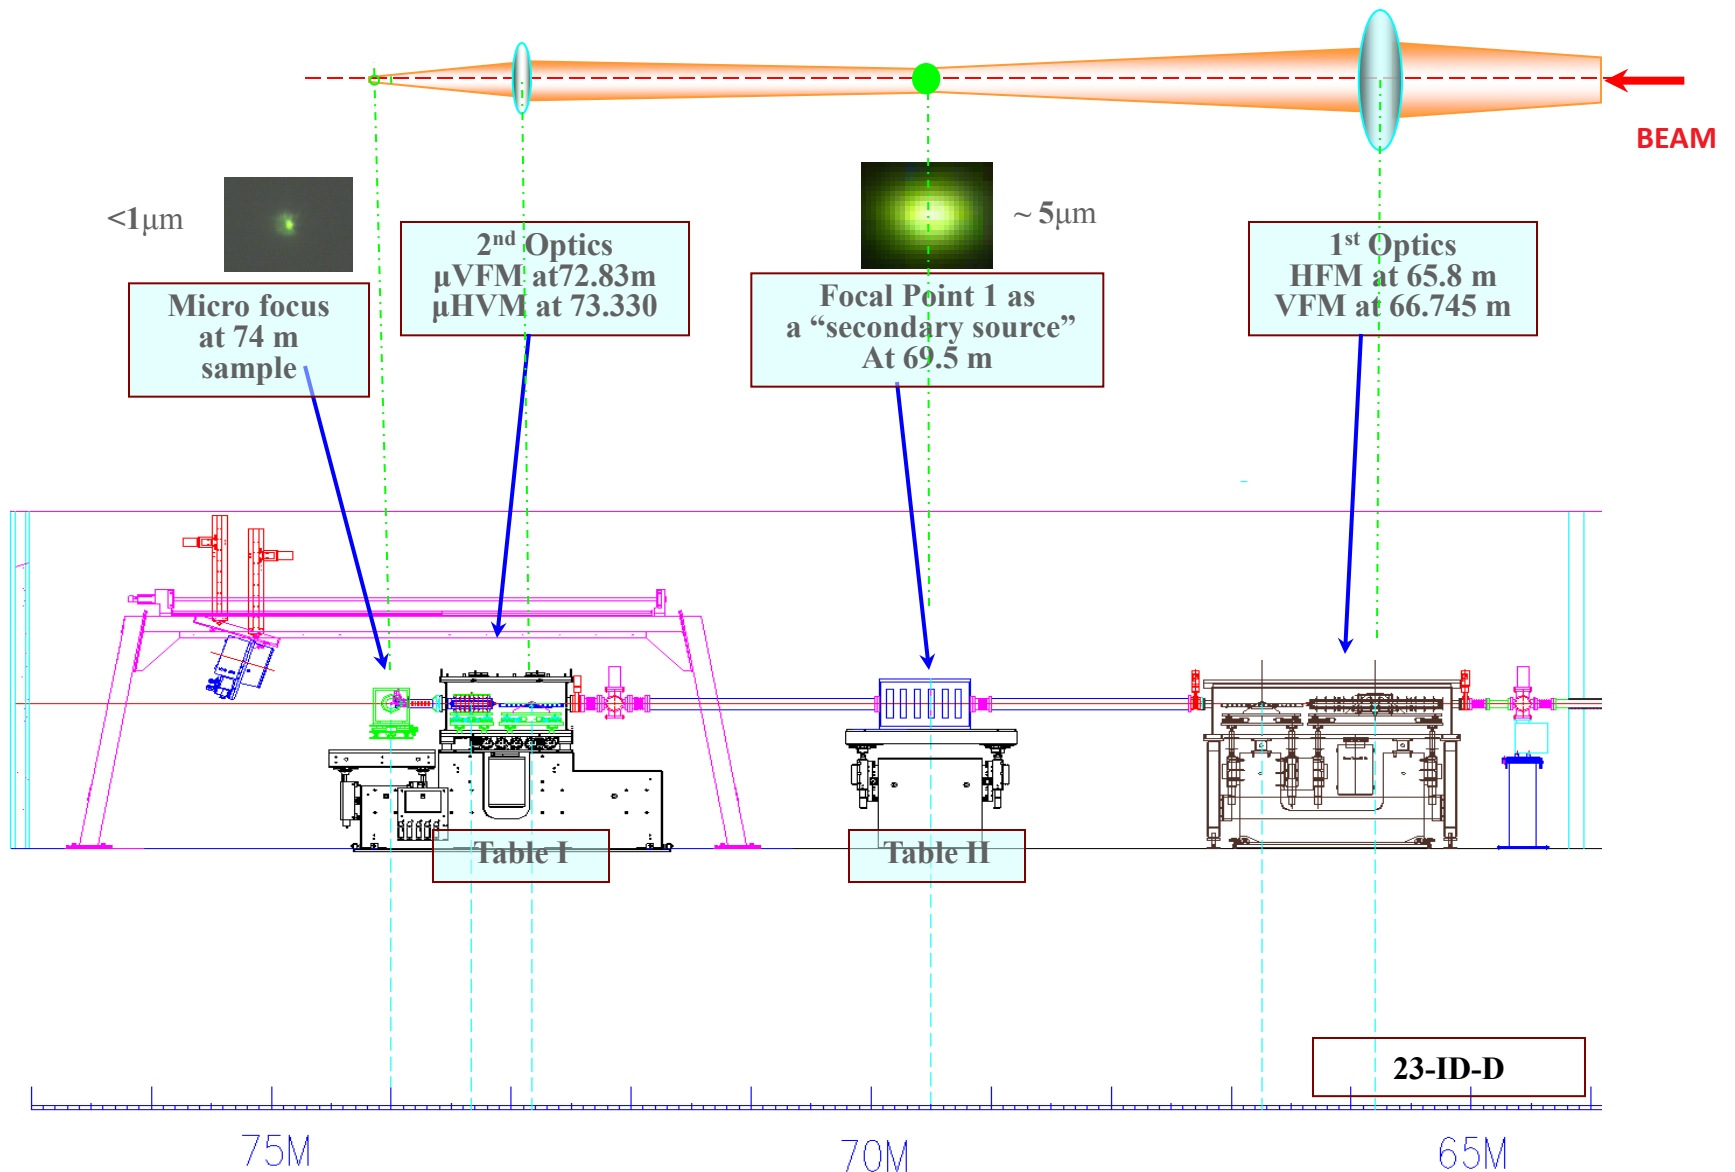 BEAM
<1μm
~ 5μm
2nd Optics
μVFM at72.83m
μHVM at 73.330
1st Optics
HFM at 65.8 m
VFM at 66.745 m
Micro focus
at 74 m
sample
Focal Point 1 as
a “secondary source”
At 69.5 m
Table I
Table II
23-ID-D
75M
70M
65M